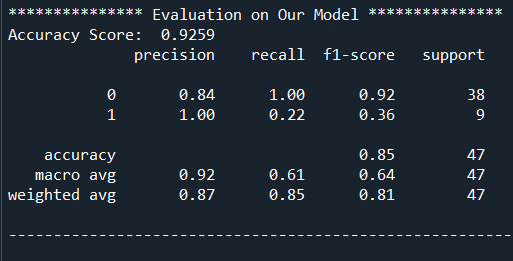 *************** Evaluation on Our Model ***************
Accuracy Score:  0.9259
              precision    recall  f1-score   support

           0       0.84      1.00      0.92        38
           1       1.00      0.22      0.36         9

    accuracy                           0.85        47
   macro avg       0.92      0.61      0.64        47
weighted avg       0.87      0.85      0.81        47

--------------------------------------------------------